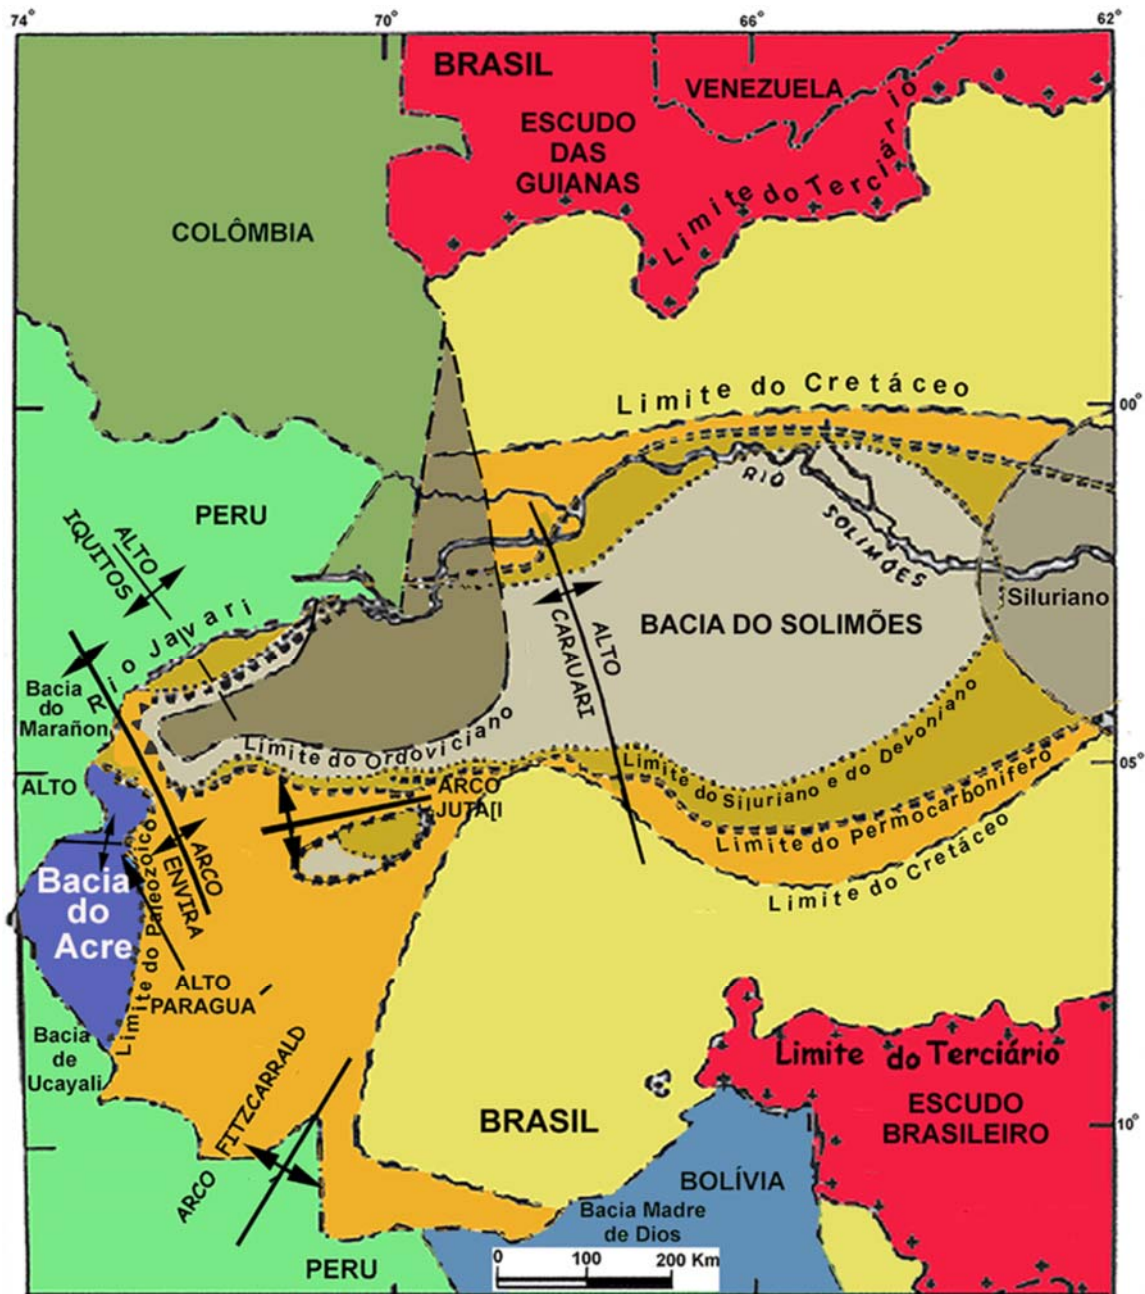 74° 70° 66° 62°
BRASIL
VENEZUELA
ESCUDO
DAS
GUIANAS
Limite do Terciário
COLÔMBIA
Limite do Cretáceo
00°
PERU
ALTO
IQUITOS
RIO
SOLIMÕES
Siluriano
BACIA DO SOLIMÕES
ALTO
CARAUARI
Rio Javari
Bacia
do
Marañon
Limite do Ordoviciano
Limite do Siluriano e do Devoniano
05°
ALTO
ARCO
JUTA[I
Limite do Permocarbonífero
Limite do Cretáceo
ARCO
ENVIRA
Bacia
do
Acre
Limite do Paleozóico
ALTO
PARAGUA´
Bacia
de
Ucayali
ARCO FITZCARRALD
Limite do Terciário
BRASIL
ESCUDO
BRASILEIRO
10°
BOLÍVIA
Bacia Madre
de Dios
PERU
0 100 200 Km